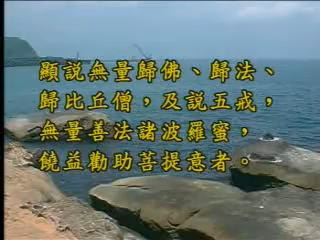 顯說無量歸佛、歸法、
歸比丘僧，及說五戒，
無量善法諸波羅蜜，
饒益勸助菩提意者。